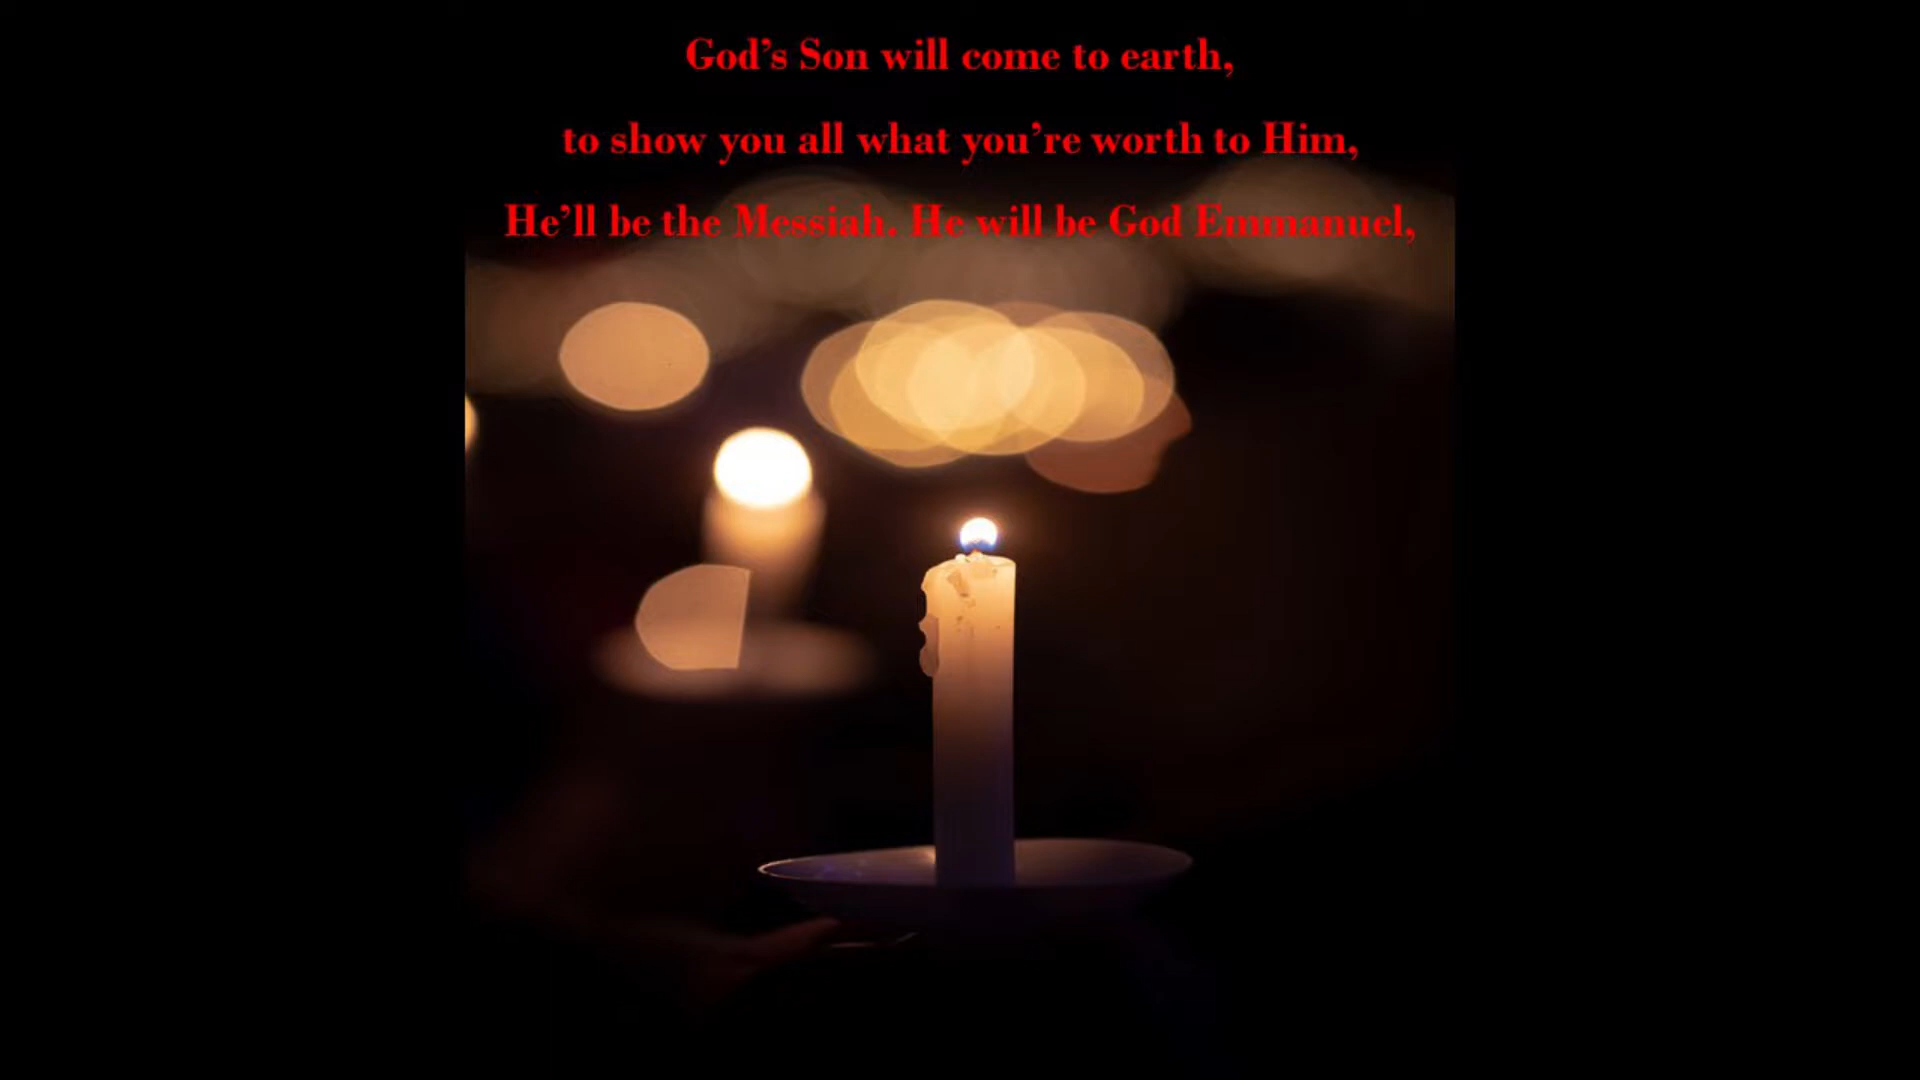 God’s Son will come to earth,
to show you all what you’re worth to Him,
He’ll be the Messiah. He will be God Emmanuel,